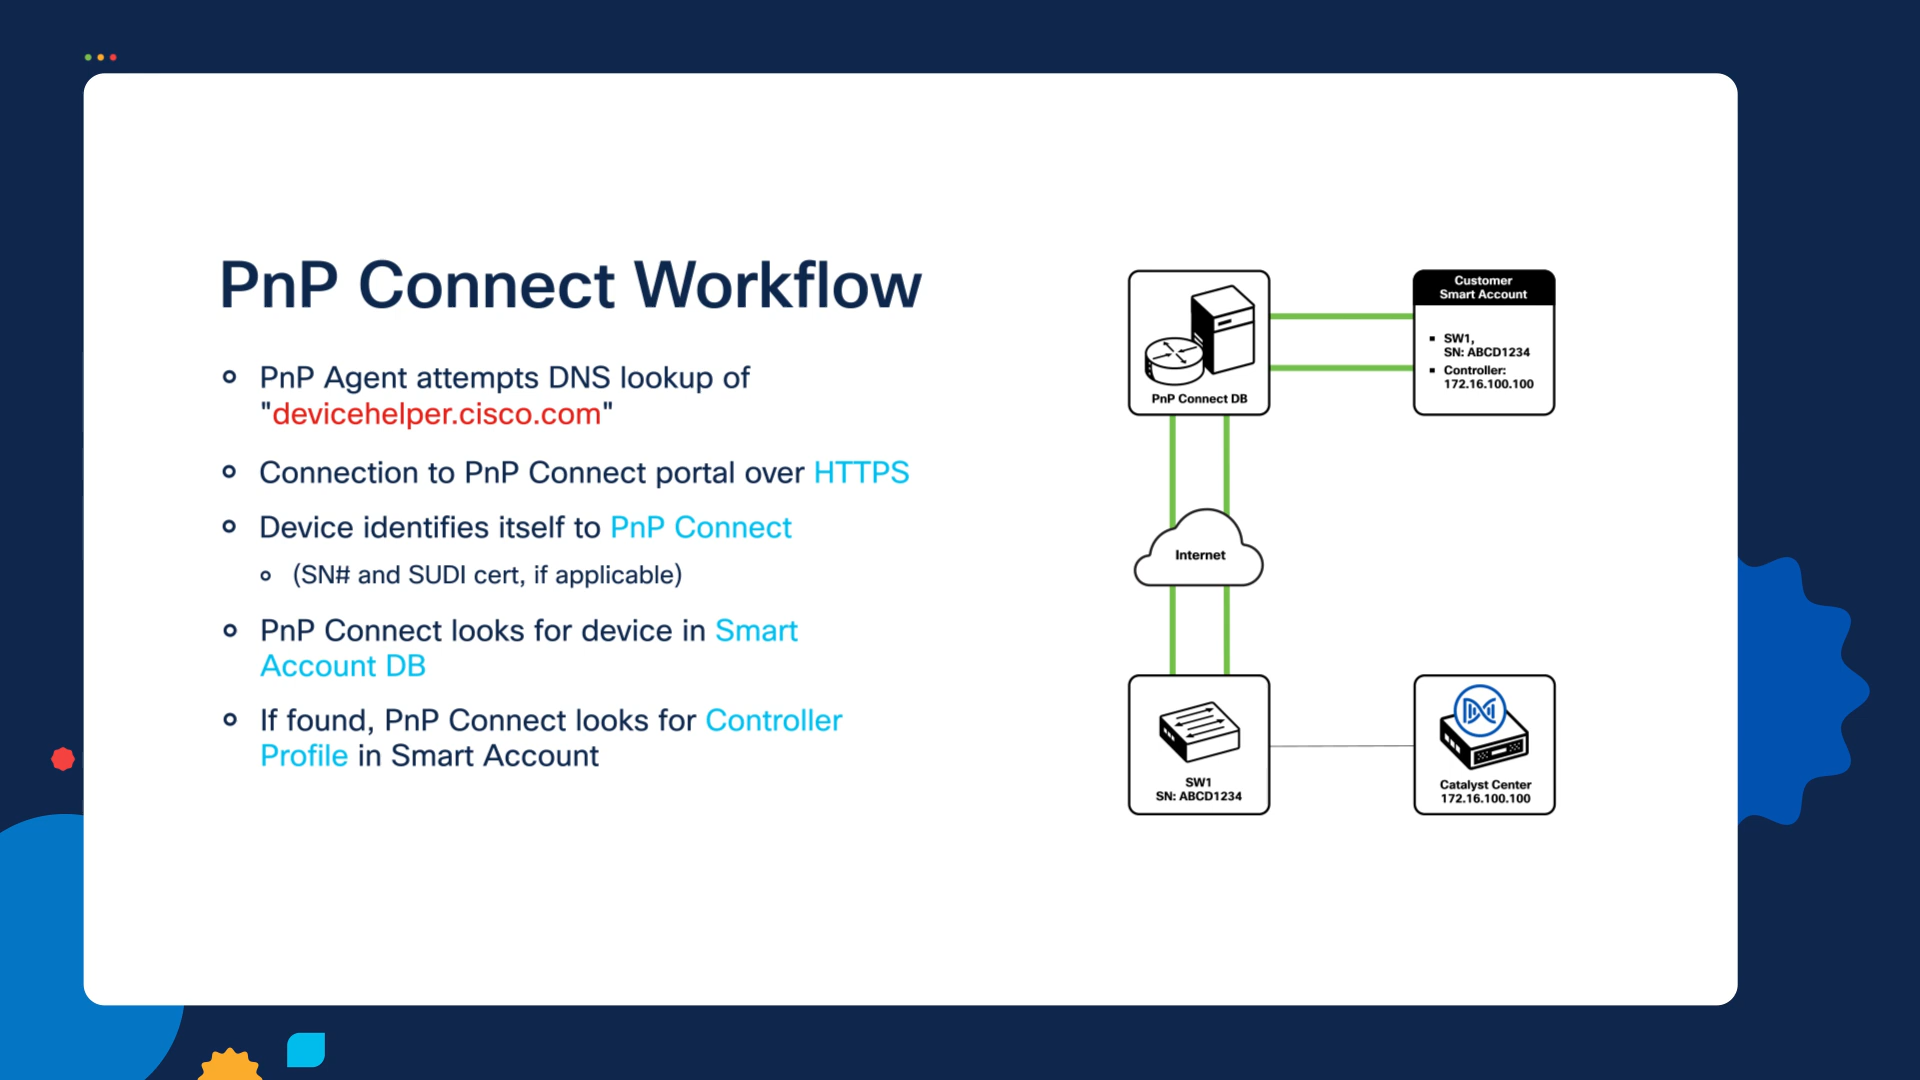 PnP Connect Workflow
PnP Agent attempts DNS lookup of
"devicehelper.cisco.com"
Connection to PnP Connect portal over HTTPS
Device identifies itself to PnP Connect
(SN# and SUDI cert, if applicable)
PnP Connect looks for device in Smart
Account DB
If found, PnP Connect looks for Controller
Profile in Smart Account
PnP Connect DB
Customer
Smart Account
SW1,
SN: ABCD1234
Controller:
172.16.100.100
Internet
SW1
SN: ABCD1234
Catalyst Center
172.16.100.100